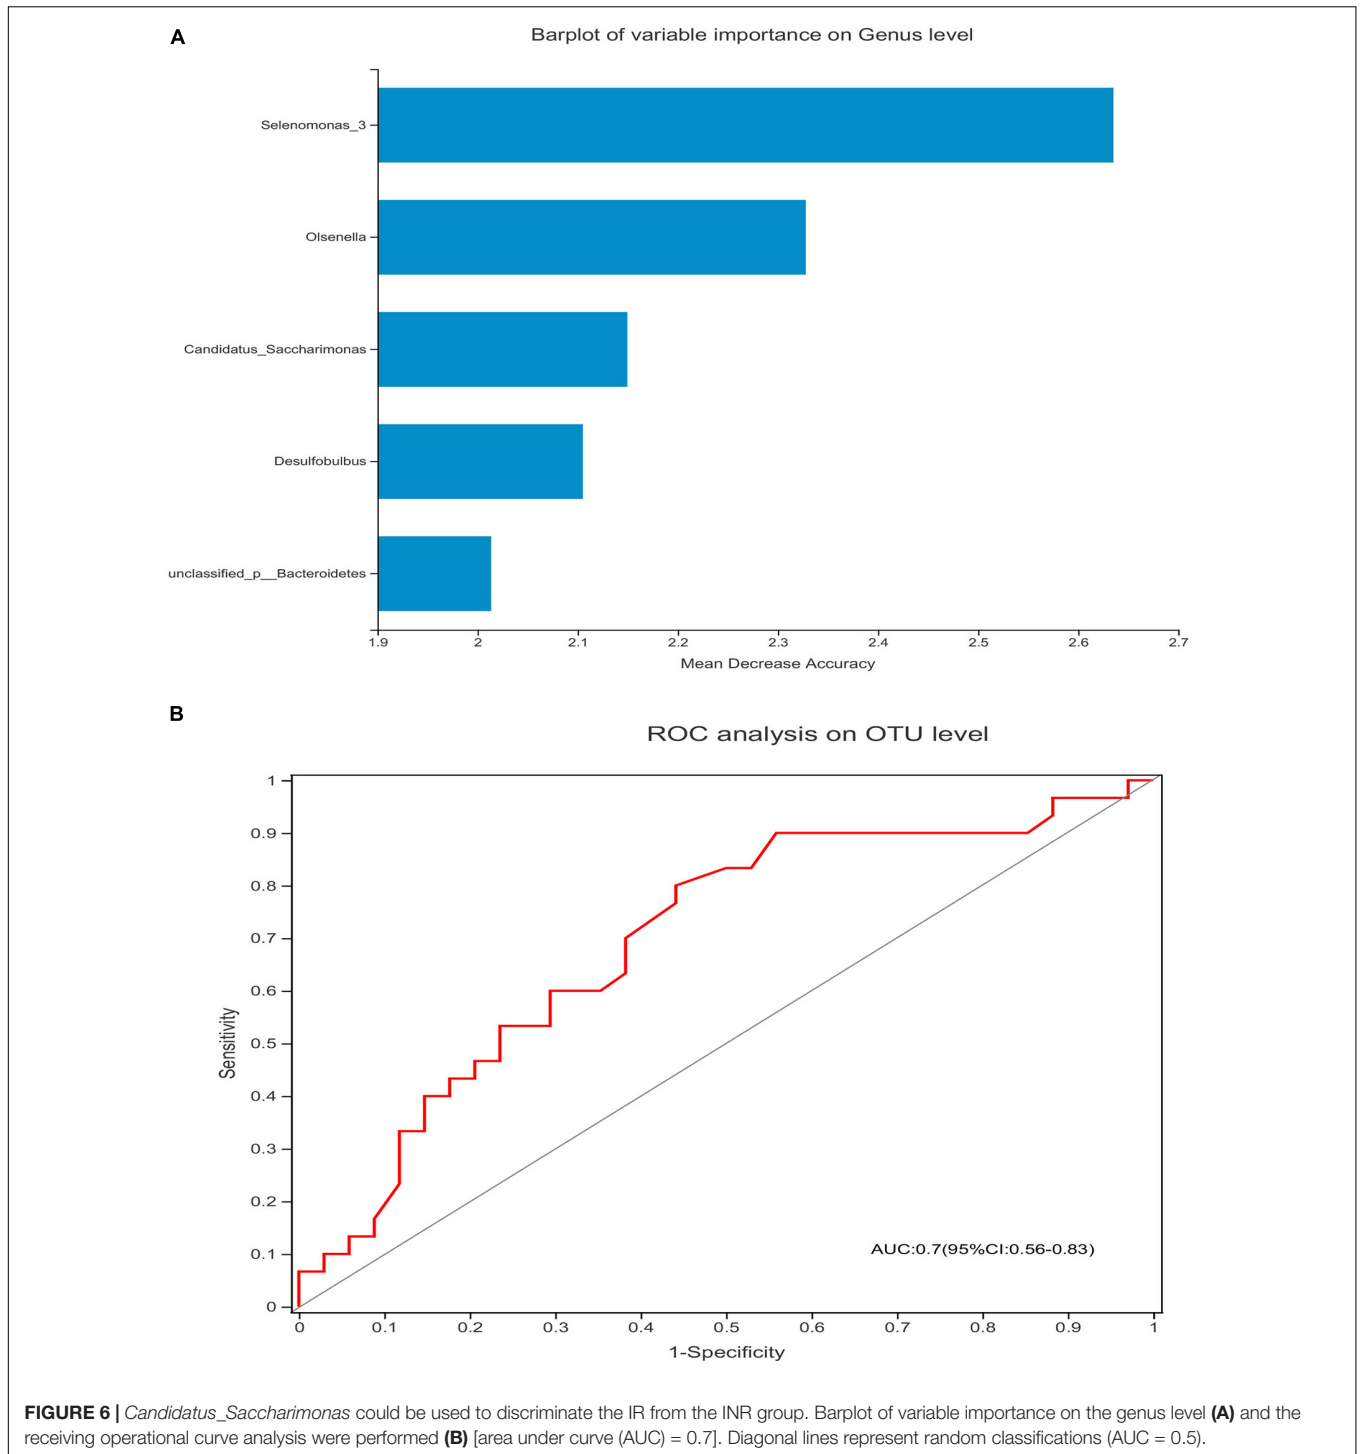 A
Barplot of variable importance on Genus level
Selenomonas_3
Olsenella
Candidatus_Saccharimonas
Desulfobulbus
unclassified_p__Bacteroidetes
1.9 2 2.1 2.2 2.3 2.4 2.5 2.6 2.7
Mean Decrease Accuracy
B
ROC analysis on OTU level
1
0.9
0.8
0.7
0.6
0.5
0.4
0.3
0.2
0.1
0
Sensitivity
AUC:0.7(95%CI:0.56-0.83)
0 0.1 0.2 0.3 0.4 0.5 0.6 0.7 0.8 0.9 1
1-Specificity
FIGURE 6 | Candidatus_Saccharimonas could be used to discriminate the IR from the INR group. Barplot of variable importance on the genus level (A) and the
receiving operational curve analysis were performed (B) [area under curve (AUC) = 0.7]. Diagonal lines represent random classifications (AUC = 0.5).